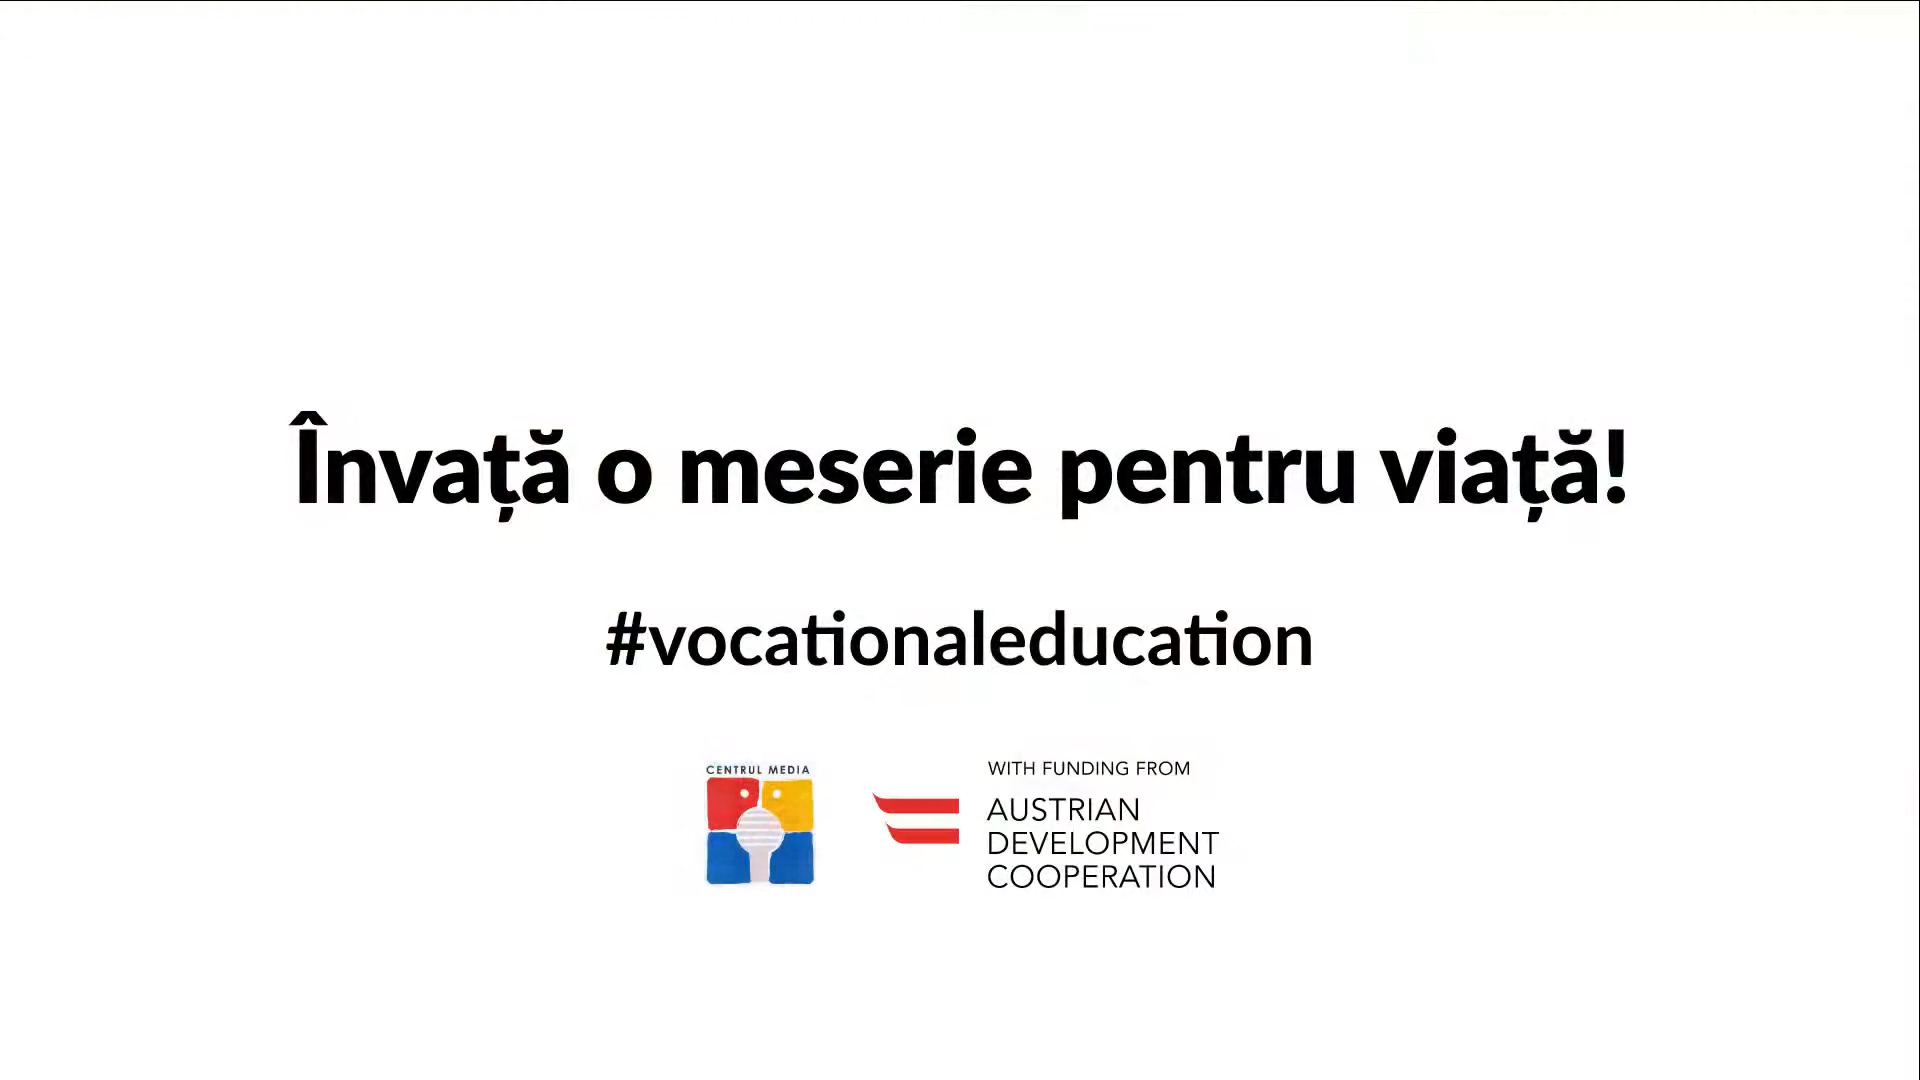 Învață o meserie pentru viață!
#vocationaleducation
CENTRUL MEDIA
WITH FUNDING FROM
AUSTRIAN
DEVELOPMENT
COOPERATION